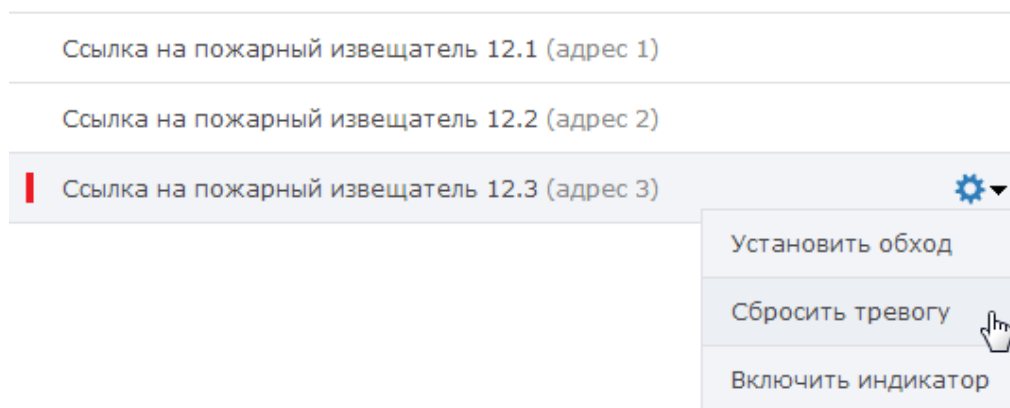 Ссылка на пожарный извещатель 12.1 (адрес 1)
Ссылка на пожарный извещатель 12.2 (адрес 2)
Ссылка на пожарный извещатель 12.3 (адрес 3)
Установить обход
Сбросить тревогу
Включить индикатор